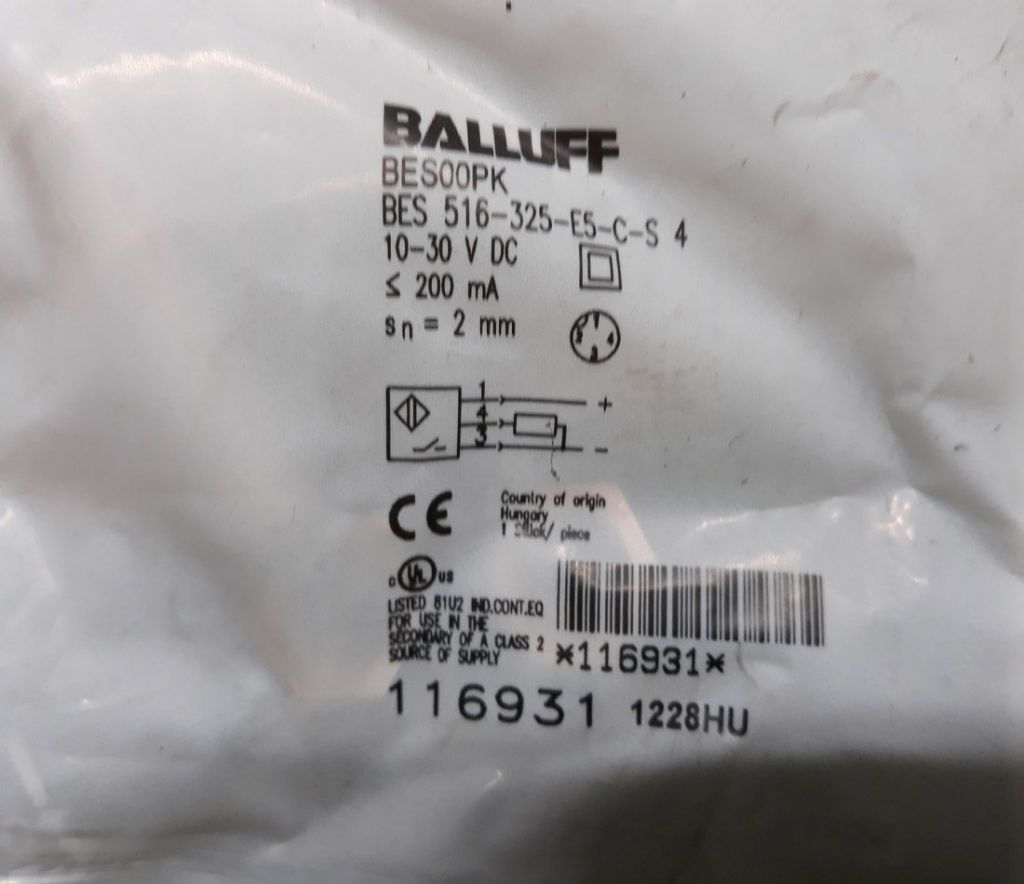 BALLUFF
BES00PK
BES 516-325-E5-C-S 4
10-30 V DC
≤ 200 mA
sn = 2 mm
1
4
3
+
-
CE
Country of origin
Hungary
1 Stück/ piece
c UL us
LISTED 61U2 IND.CONT.EQ
FOR USE IN THE
SECONDARY OF A CLASS 2
SOURCE OF SUPPLY
*116931*
116931 1228HU